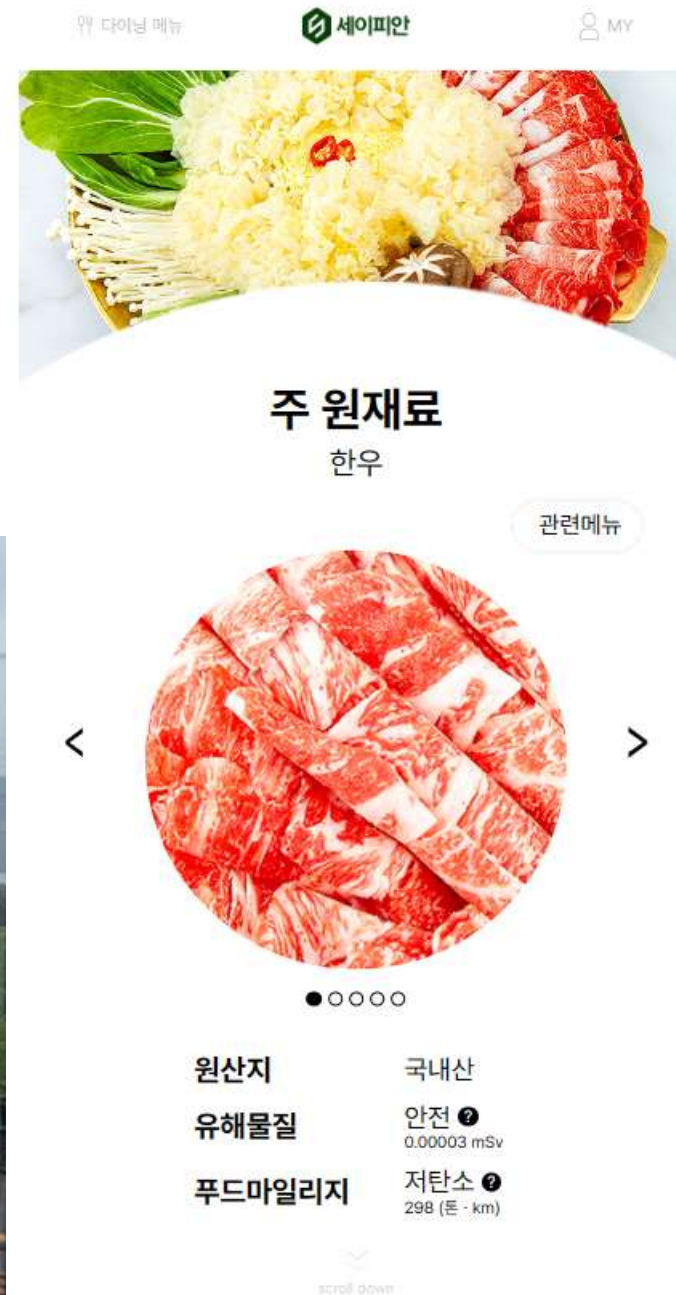 다이닝 메뉴
세이피안
MY
주 원재료
한우
관련메뉴
<
>
원산지
국내산
유해물질
안전 ?
0.00003 mSv
푸드마일리지
저탄소 ?
298 (톤 · km)
scroll down